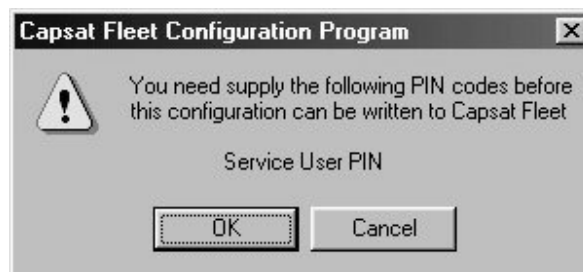 Capsat Fleet Configuration Program
You need supply the following PIN codes before
this configuration can be written to Capsat Fleet
Service User PIN
OK Cancel